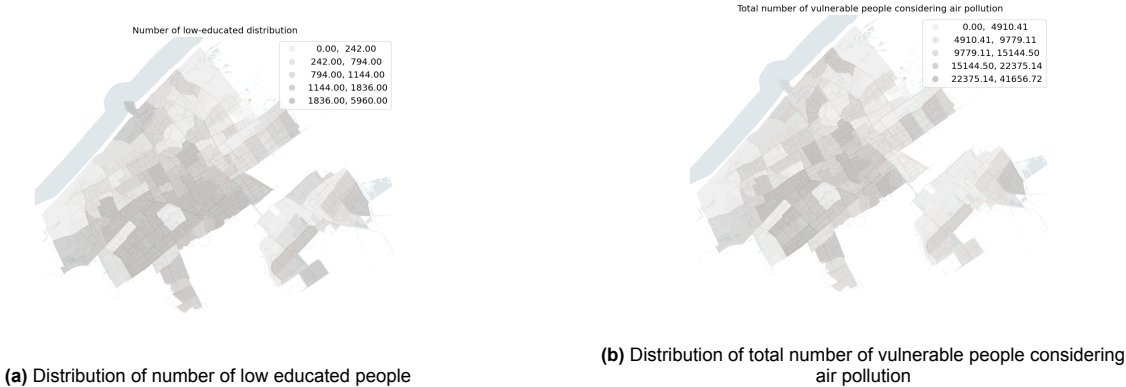 Number of low-educated distribution
0.00, 242.00
242.00, 794.00
794.00, 1144.00
1144.00, 1836.00
1836.00, 5960.00
(a) Distribution of number of low educated people
Total number of vulnerable people considering air pollution
0.00, 4910.41
4910.41, 9779.11
9779.11, 15144.50
15144.50, 22375.14
22375.14, 41656.72
(b) Distribution of total number of vulnerable people considering
air pollution